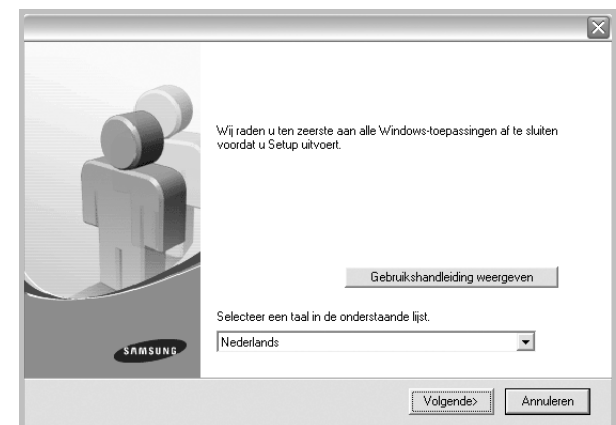 Wij raden u ten zeerste aan alle Windows-toepassingen af te sluiten
voordat u Setup uitvoert.
Gebruikshandleiding weergeven
Selecteer een taal in de onderstaande lijst.
Nederlands
SAMSUNG
Volgende>
Annuleren